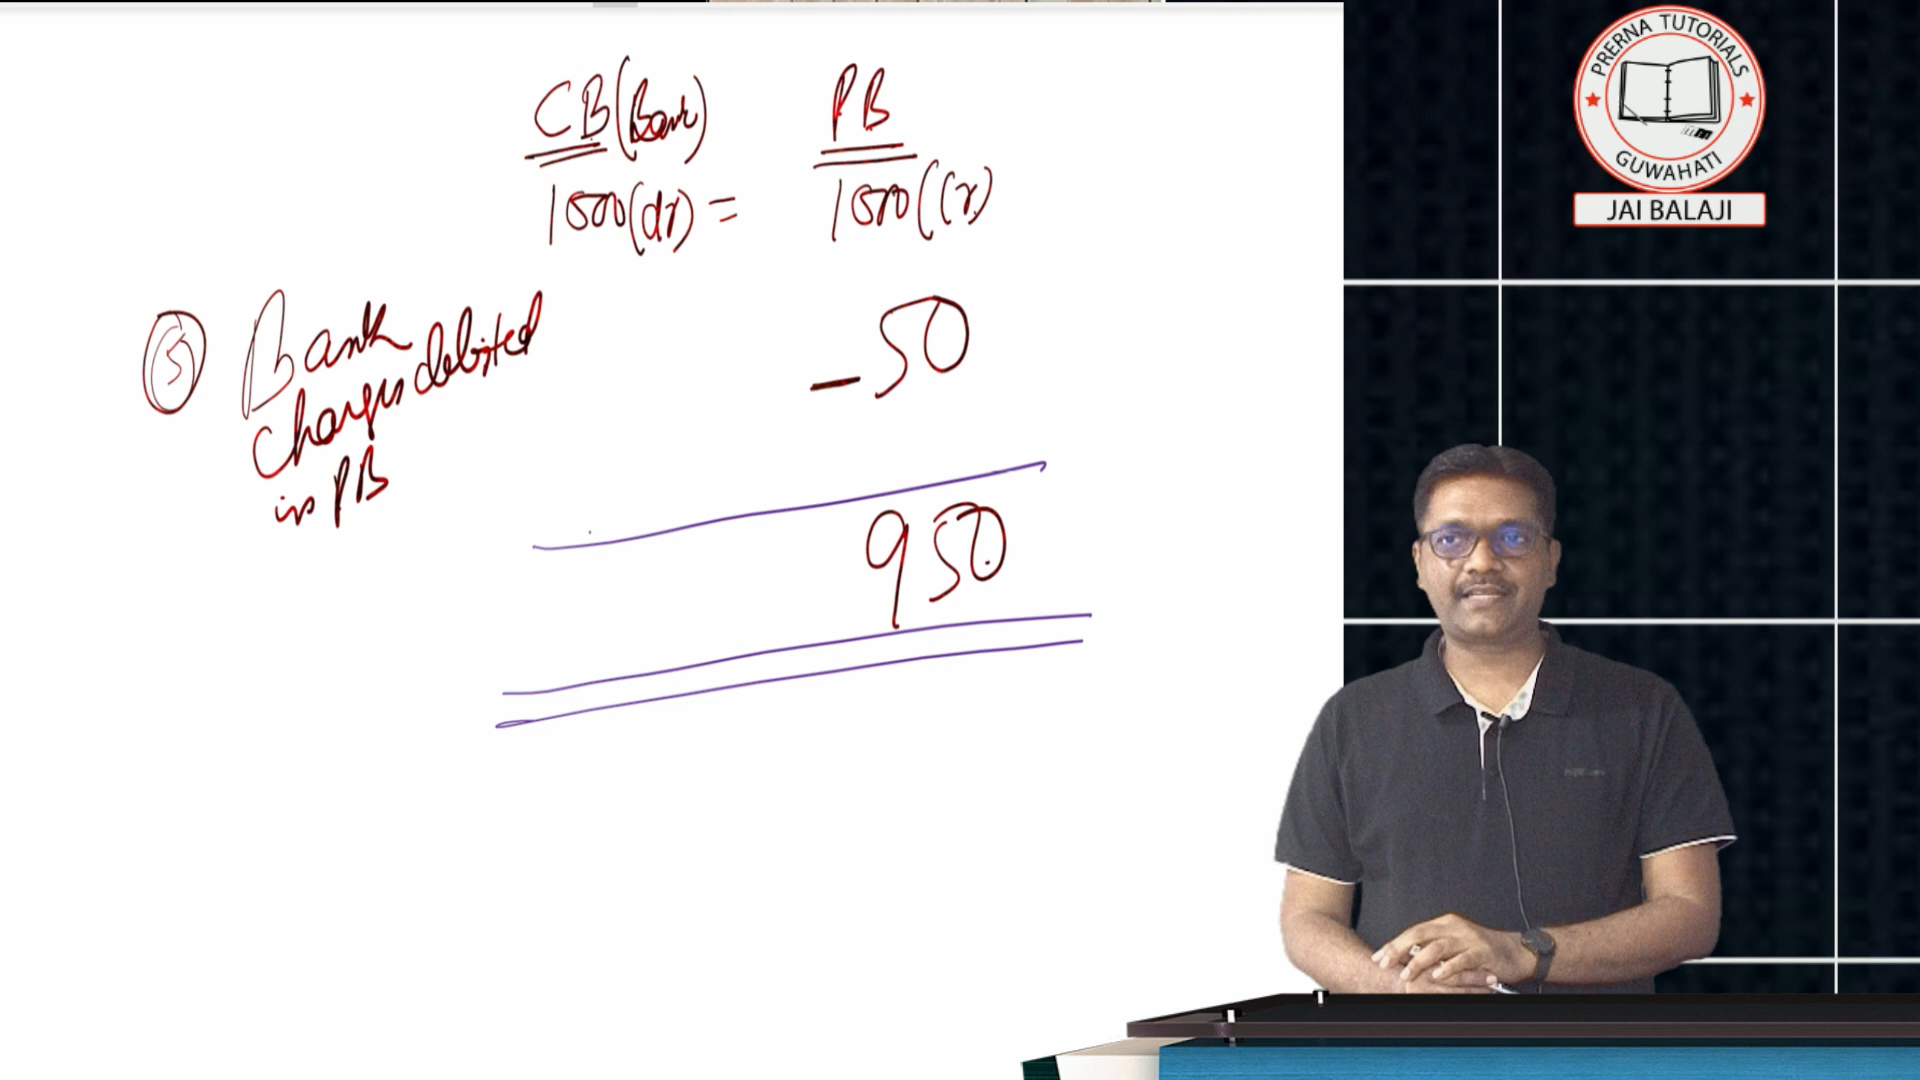 CB (Bank) PB
1000 (dr) = 1000 (Cr)
5 Bank
charges debited
in PB
-50
950
PRERNA TUTORIALS
GUWAHATI
JAI BALAJI